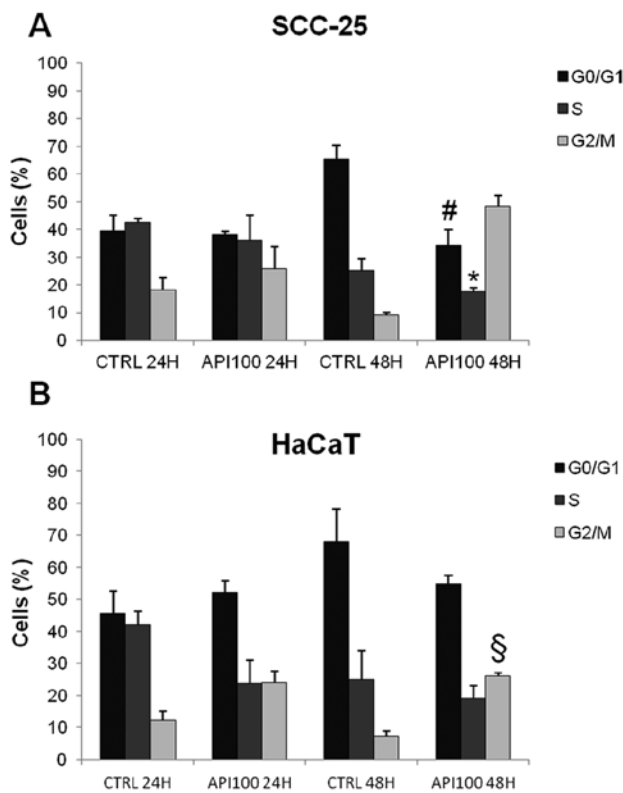 A
SCC-25
100
90
80
70
60
50
40
30
20
10
0
Cells (%)
G0/G1
S
G2/M
#
*
CTRL 24H API100 24H CTRL 48H API100 48H
B
HaCaT
100
90
80
70
60
50
40
30
20
10
0
Cells (%)
G0/G1
S
G2/M
§
CTRL 24H API100 24H CTRL 48H API100 48H